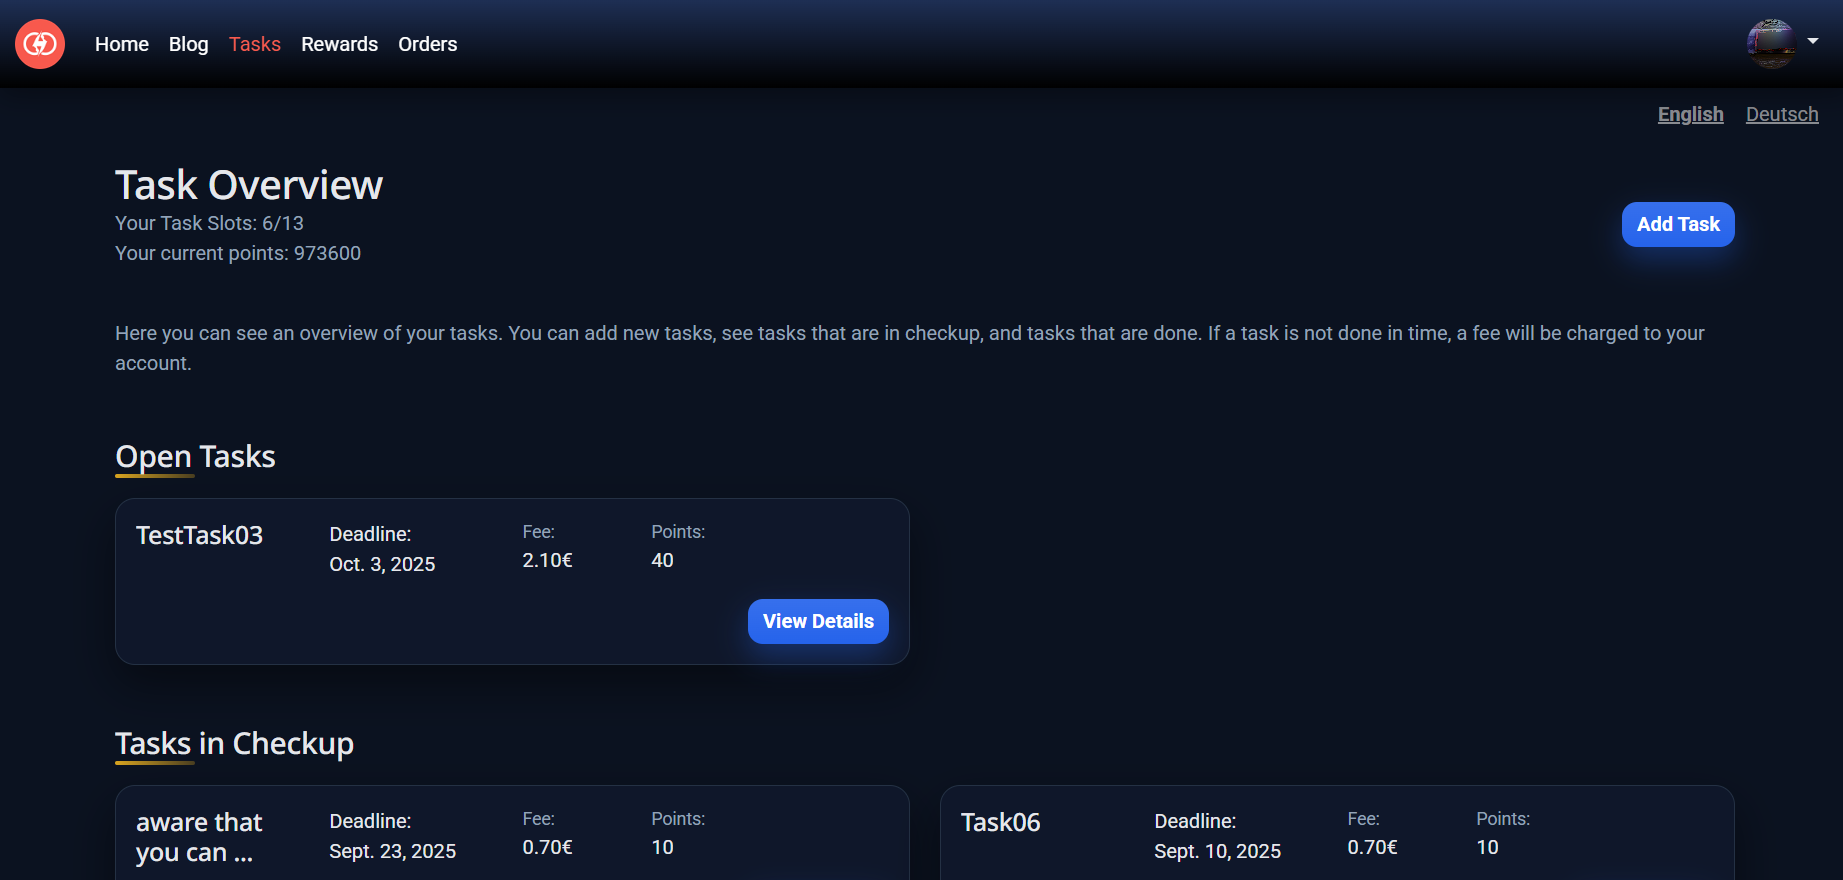 Home Blog Tasks Rewards Orders
English Deutsch
Task Overview
Your Task Slots: 6/13
Your current points: 973600
Add Task
Here you can see an overview of your tasks. You can add new tasks, see tasks that are in checkup, and tasks that are done. If a task is not done in time, a fee will be charged to your
account.
Open Tasks
TestTask03
Deadline:
Oct. 3, 2025
Fee:
2.10€
Points:
40
View Details
Tasks in Checkup
aware that
you can ...
Deadline:
Sept. 23, 2025
Fee:
0.70€
Points:
10
Task06
Deadline:
Sept. 10, 2025
Fee:
0.70€
Points:
10